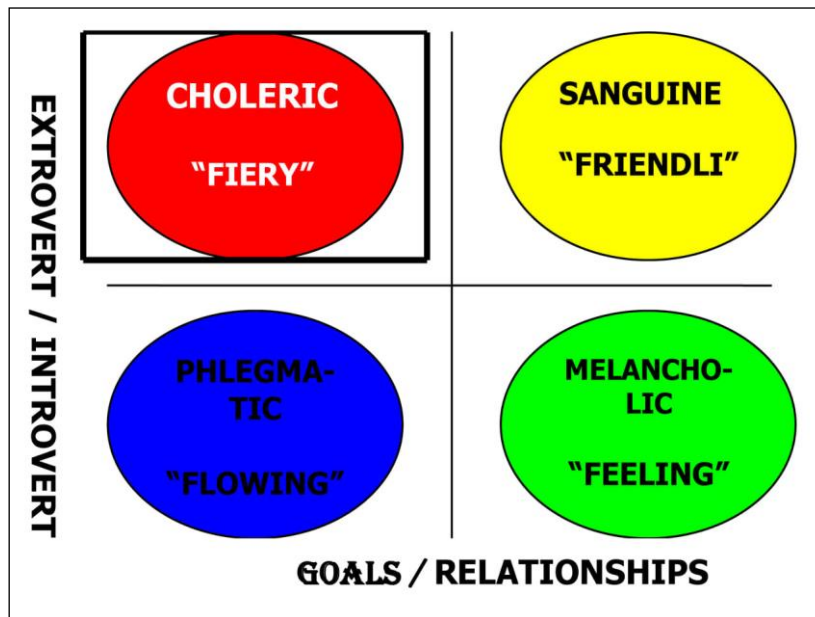 EXTROVERT / INTROVERT
CHOLERIC
“FIERY”
SANGUINE
“FRIENDLI”
PHLEGMA-
TIC
“FLOWING”
MELANCHO-
LIC
“FEELING”
GOALS / RELATIONSHIPS